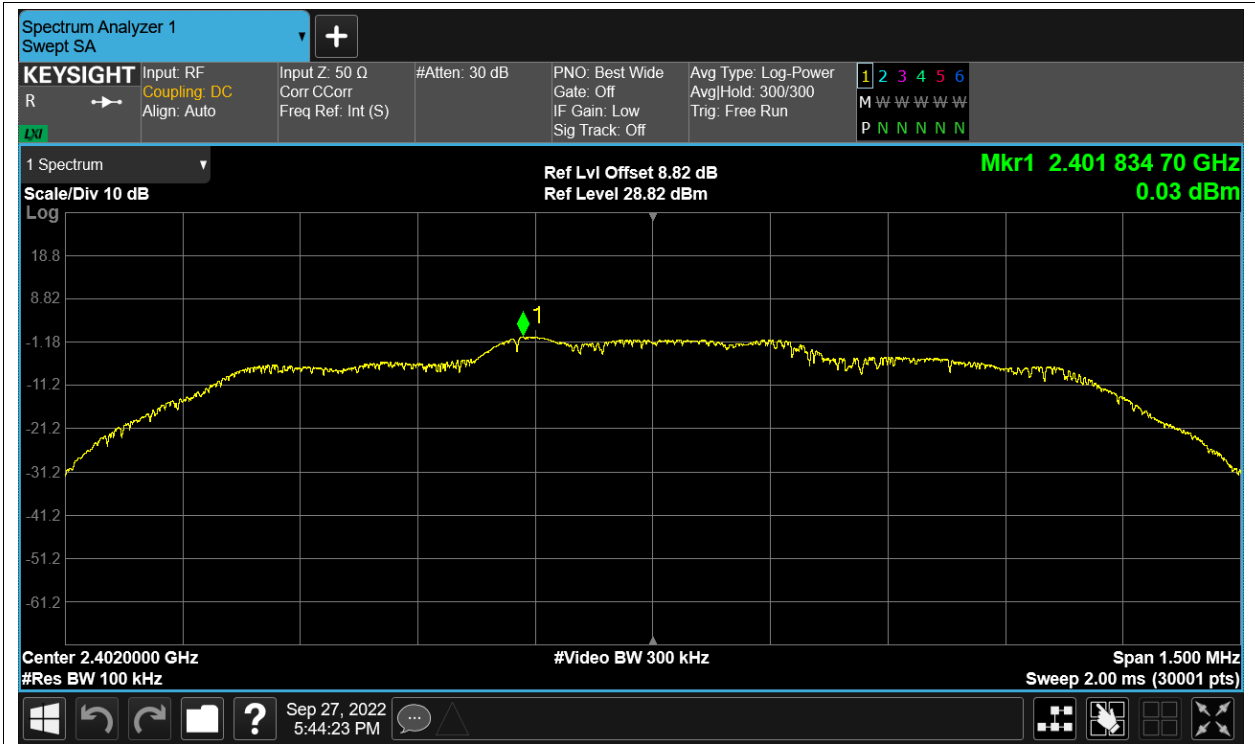 Spectrum Analyzer 1
Swept SA
KEYSIGHT
R
LXI
Input: RF
Coupling: DC
Align: Auto
Input Z: 50 Ω
Corr CCorr
Freq Ref: Int (S)
#Atten: 30 dB
PNO: Best Wide
Gate: Off
IF Gain: Low
Sig Track: Off
Avg Type: Log-Power
Avg|Hold: 300/300
Trig: Free Run
1 2 3 4 5 6
M W W W W W
P N N N N N
1 Spectrum
Scale/Div 10 dB
Log
Ref Lvl Offset 8.82 dB
Ref Level 28.82 dBm
Mkr1 2.401 834 70 GHz
0.03 dBm
18.8
8.82
1
-1.18
-11.2
-21.2
-31.2
-41.2
-51.2
-61.2
Center 2.4020000 GHz
#Res BW 100 kHz
#Video BW 300 kHz
Span 1.500 MHz
Sweep 2.00 ms (30001 pts)
?
Sep 27, 2022
5:44:23 PM